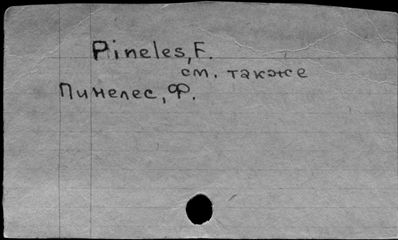 Pineles, F.
см. также
Пинелес, Ф.